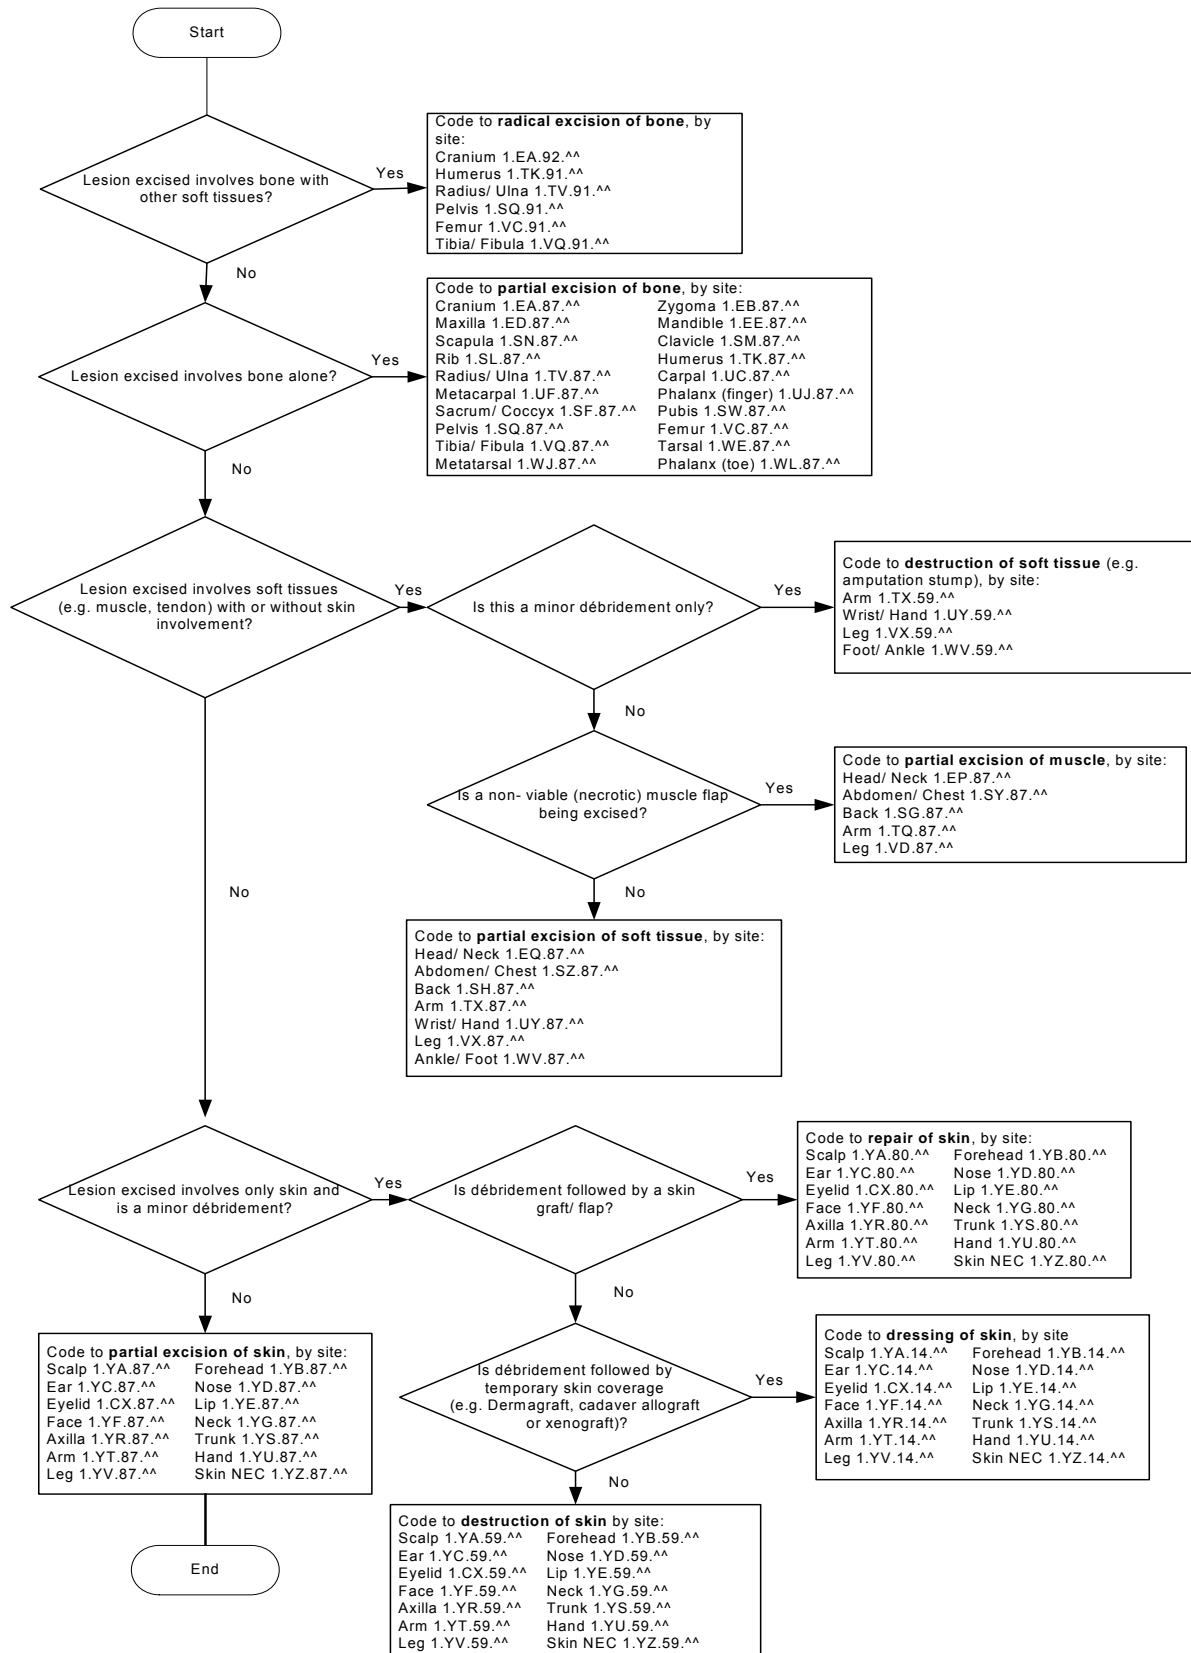 Start
Lesion excised involves bone with
other soft tissues?
Yes
Code to radical excision of bone, by
site:
Cranium 1.EA.92.^^
Humerus 1.TK.91.^^
Radius/ Ulna 1.TV.91.^^
Pelvis 1.SQ.91.^^
Femur 1.VC.91.^^
Tibia/ Fibula 1.VQ.91.^^
No
Lesion excised involves bone alone?
Yes
Code to partial excision of bone, by site:
Cranium 1.EA.87.^^ Zygoma 1.EB.87.^^
Maxilla 1.ED.87.^^ Mandible 1.EE.87.^^
Scapula 1.SN.87.^^ Clavicle 1.SM.87.^^
Rib 1.SL.87.^^ Humerus 1.TK.87.^^
Radius/ Ulna 1.TV.87.^^ Carpal 1.UC.87.^^
Metacarpal 1.UF.87.^^ Phalanx (finger) 1.UJ.87.^^
Sacrum/ Coccyx 1.SF.87.^^ Pubis 1.SW.87.^^
Pelvis 1.SQ.87.^^ Femur 1.VC.87.^^
Tibia/ Fibula 1.VQ.87.^^ Tarsal 1.WE.87.^^
Metatarsal 1.WJ.87.^^ Phalanx (toe) 1.WL.87.^^
No
Lesion excised involves soft tissues
(e.g. muscle, tendon) with or without skin
involvement?
Yes
Is this a minor débridement only?
Yes
Code to destruction of soft tissue (e.g.
amputation stump), by site:
Arm 1.TX.59.^^
Wrist/ Hand 1.UY.59.^^
Leg 1.VX.59.^^
Foot/ Ankle 1.WV.59.^^
No
Is a non- viable (necrotic) muscle flap
being excised?
Yes
Code to partial excision of muscle, by site:
Head/ Neck 1.EP.87.^^
Abdomen/ Chest 1.SY.87.^^
Back 1.SG.87.^^
Arm 1.TQ.87.^^
Leg 1.VD.87.^^
No
No
Code to partial excision of soft tissue, by site:
Head/ Neck 1.EQ.87.^^
Abdomen/ Chest 1.SZ.87.^^
Back 1.SH.87.^^
Arm 1.TX.87.^^
Wrist/ Hand 1.UY.87.^^
Leg 1.VX.87.^^
Ankle/ Foot 1.WV.87.^^
Lesion excised involves only skin and
is a minor débridement?
Yes
Is débridement followed by a skin
graft/ flap?
Yes
Code to repair of skin, by site:
Scalp 1.YA.80.^^ Forehead 1.YB.80.^^
Ear 1.YC.80.^^ Nose 1.YD.80.^^
Eyelid 1.CX.80.^^ Lip 1.YE.80.^^
Face 1.YF.80.^^ Neck 1.YG.80.^^
Axilla 1.YR.80.^^ Trunk 1.YS.80.^^
Arm 1.YT.80.^^ Hand 1.YU.80.^^
Leg 1.YV.80.^^ Skin NEC 1.YZ.80.^^
No
No
Code to partial excision of skin, by site:
Scalp 1.YA.87.^^ Forehead 1.YB.87.^^
Ear 1.YC.87.^^ Nose 1.YD.87.^^
Eyelid 1.CX.87.^^ Lip 1.YE.87.^^
Face 1.YF.87.^^ Neck 1.YG.87.^^
Axilla 1.YR.87.^^ Trunk 1.YS.87.^^
Arm 1.YT.87.^^ Hand 1.YU.87.^^
Leg 1.YV.87.^^ Skin NEC 1.YZ.87.^^
Is débridement followed by
temporary skin coverage
(e.g. Dermagraft, cadaver allograft
or xenograft)?
Yes
Code to dressing of skin, by site
Scalp 1.YA.14.^^ Forehead 1.YB.14.^^
Ear 1.YC.14.^^ Nose 1.YD.14.^^
Eyelid 1.CX.14.^^ Lip 1.YE.14.^^
Face 1.YF.14.^^ Neck 1.YG.14.^^
Axilla 1.YR.14.^^ Trunk 1.YS.14.^^
Arm 1.YT.14.^^ Hand 1.YU.14.^^
Leg 1.YV.14.^^ Skin NEC 1.YZ.14.^^
No
End
Code to destruction of skin by site:
Scalp 1.YA.59.^^ Forehead 1.YB.59.^^
Ear 1.YC.59.^^ Nose 1.YD.59.^^
Eyelid 1.CX.59.^^ Lip 1.YE.59.^^
Face 1.YF.59.^^ Neck 1.YG.59.^^
Axilla 1.YR.59.^^ Trunk 1.YS.59.^^
Arm 1.YT.59.^^ Hand 1.YU.59.^^
Leg 1.YV.59.^^ Skin NEC 1.YZ.59.^^